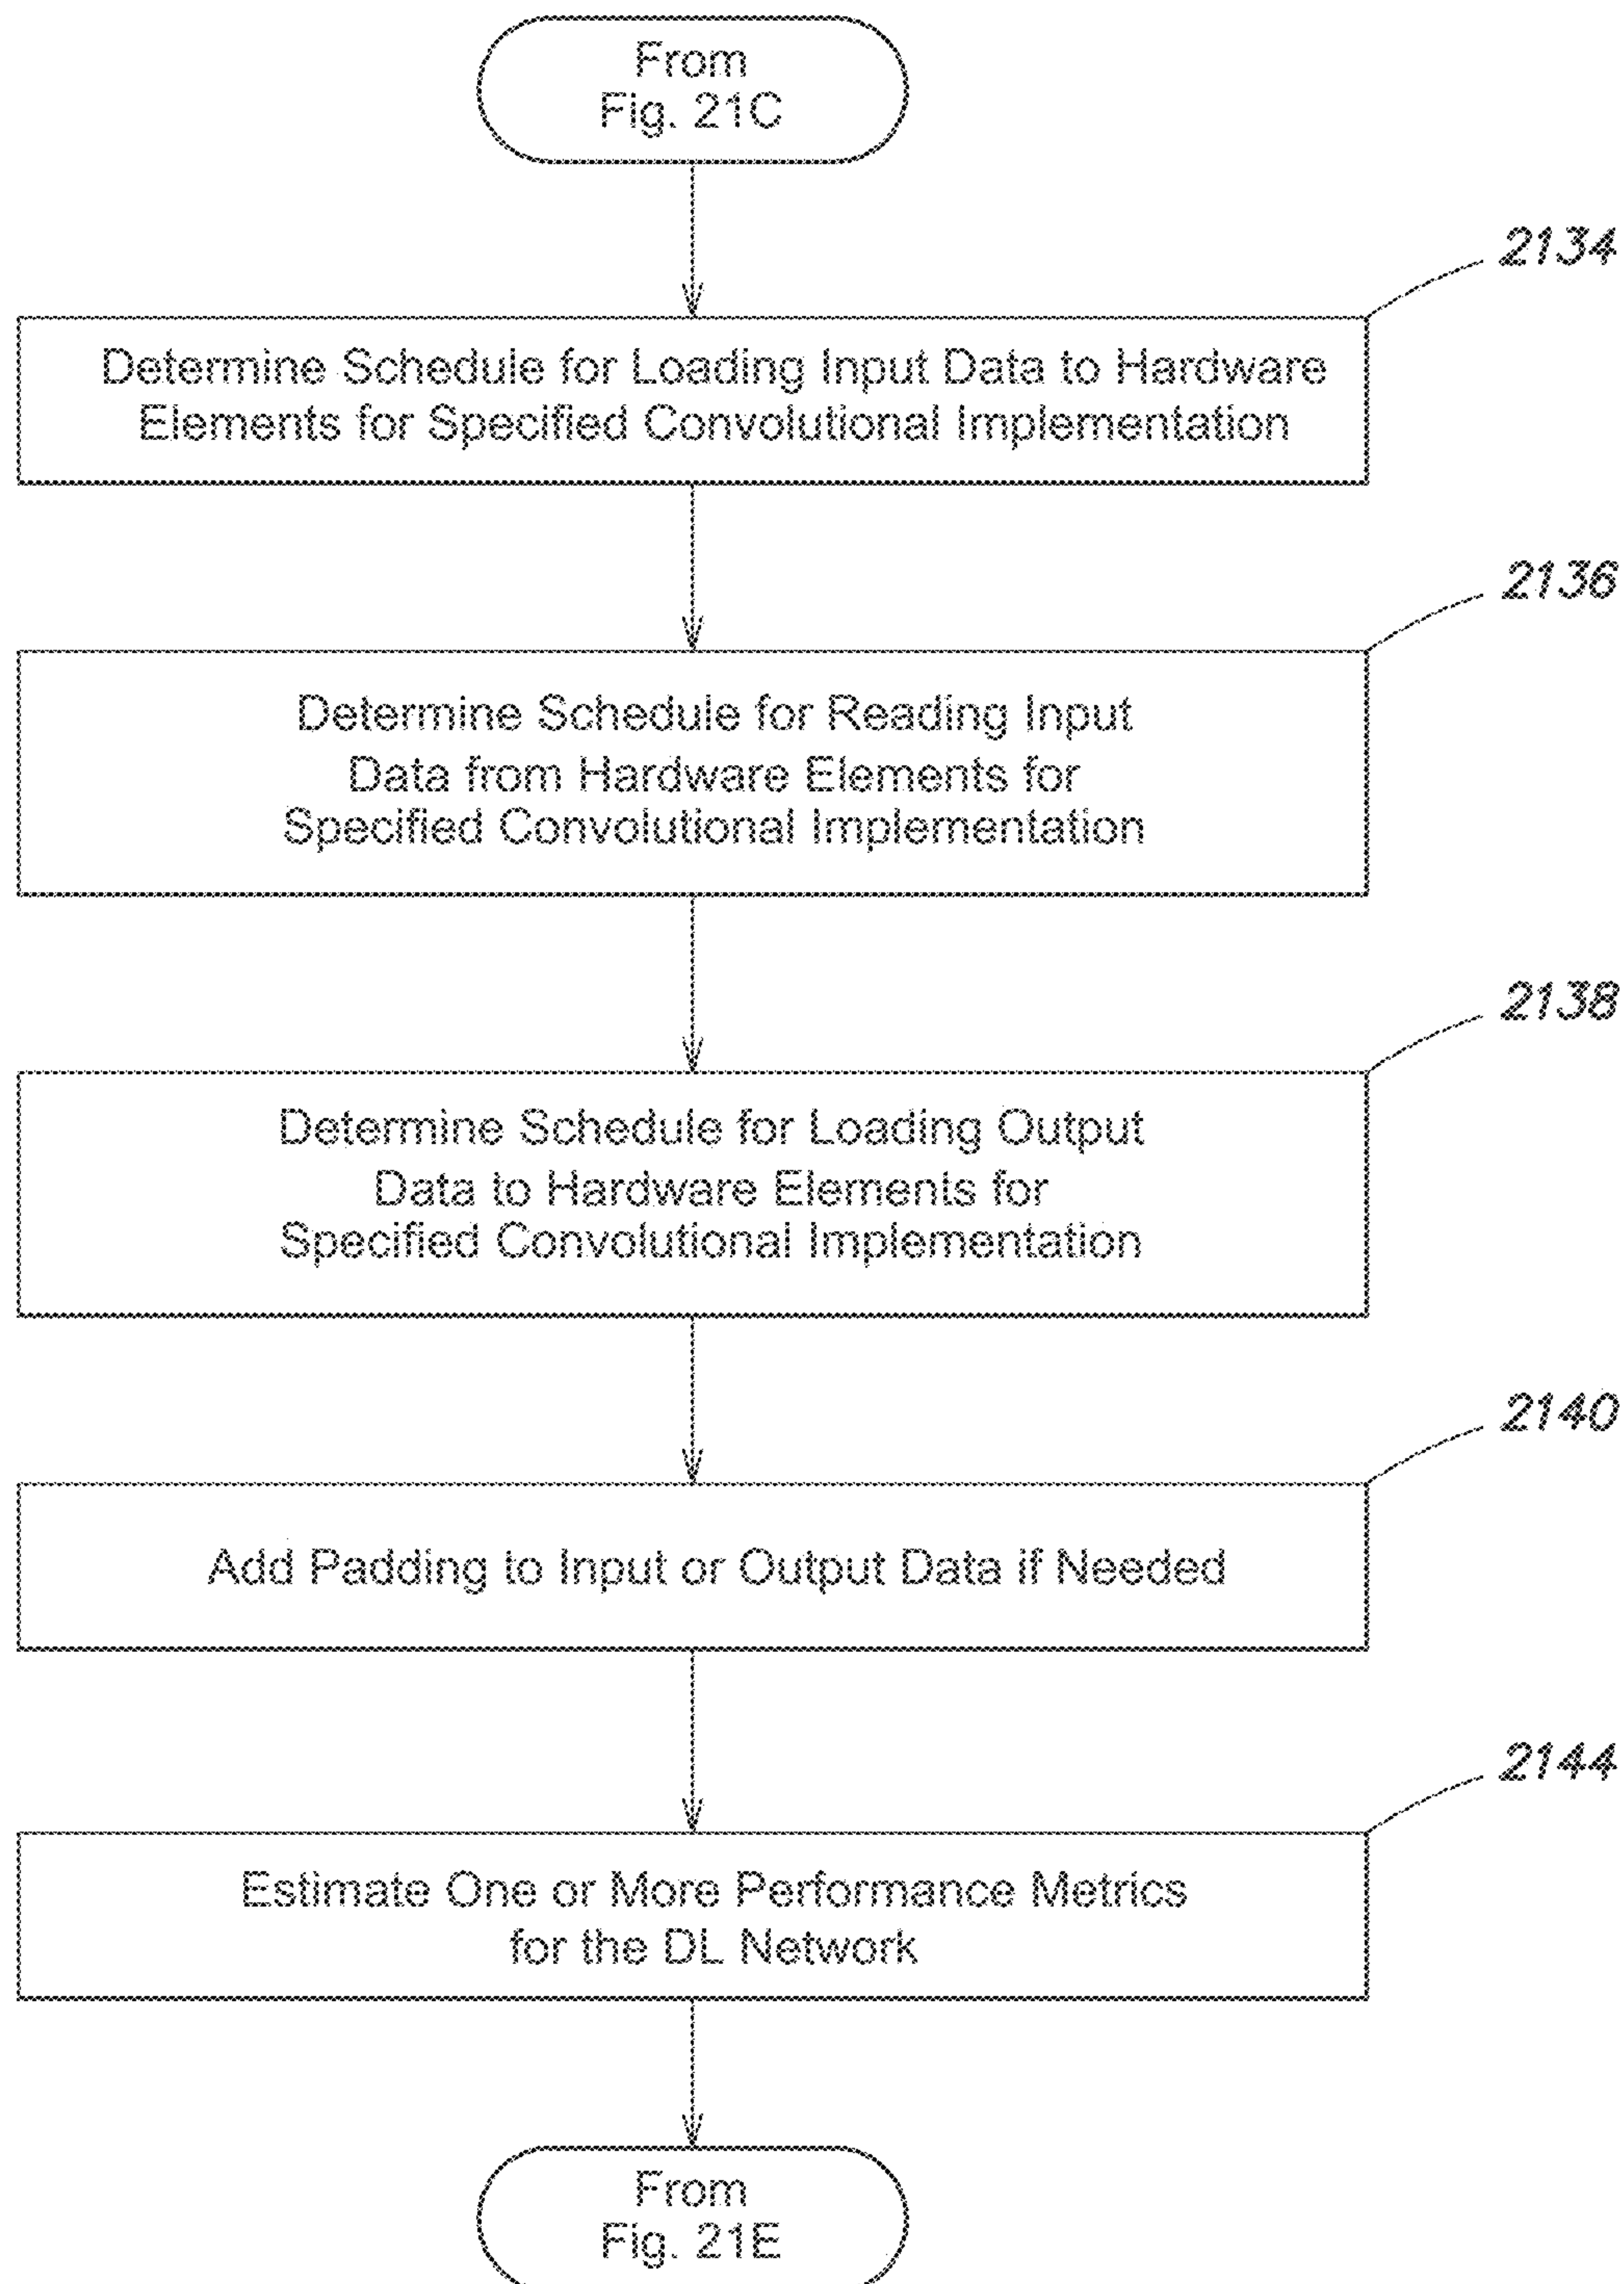 From
Fig. 21C
2134
Determine Schedule for Loading Input Data to Hardware
Elements for Specified Convolutional Implementation
2136
Determine Schedule for Reading Input
Data from Hardware Elements for
Specified Convolutional Implementation
2138
Determine Schedule for Loading Output
Data to Hardware Elements for
Specified Convolutional Implementation
2140
Add Padding to Input or Output Data if Needed
2144
Estimate One or More Performance Metrics
for the DL Network
From
Fig. 21E